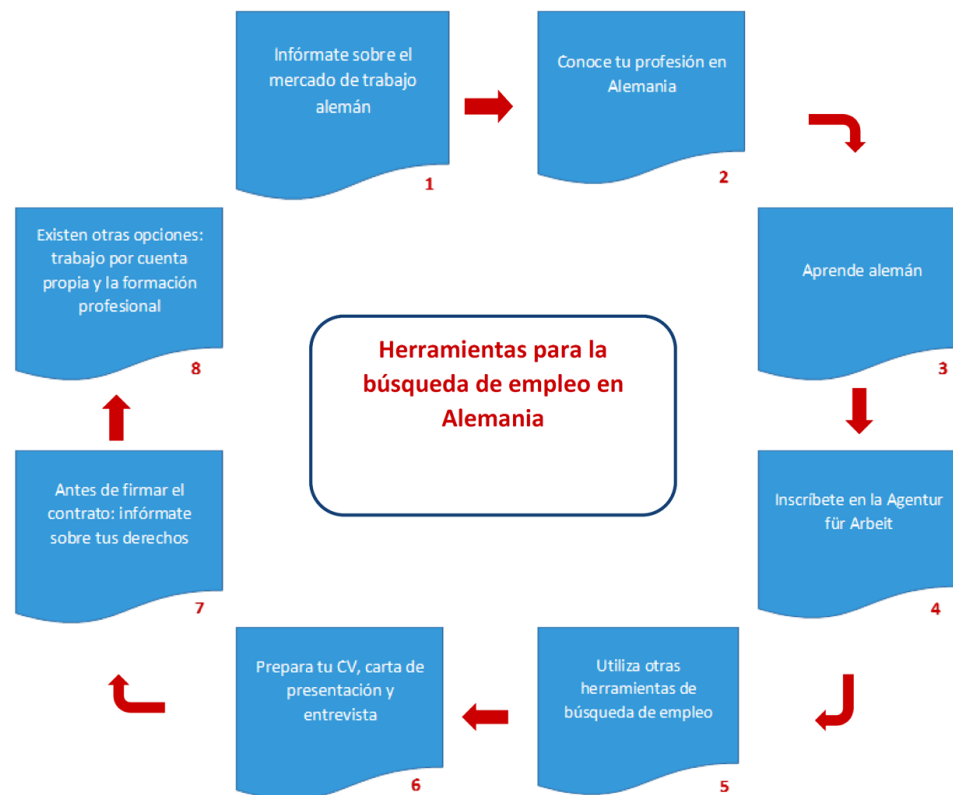 Infórmate sobre el
mercado de trabajo
alemán
1
Conoce tu profesión en
Alemania
2
Aprende alemán
3
Inscríbete en la Agentur
für Arbeit
4
Utiliza otras
herramientas de
búsqueda de empleo
5
Prepara tu CV, carta de
presentación y
entrevista
6
Antes de firmar el
contrato: infórmate
sobre tus derechos
7
Existen otras opciones:
trabajo por cuenta
propia y la formación
profesional
8
Herramientas para la
búsqueda de empleo en
Alemania